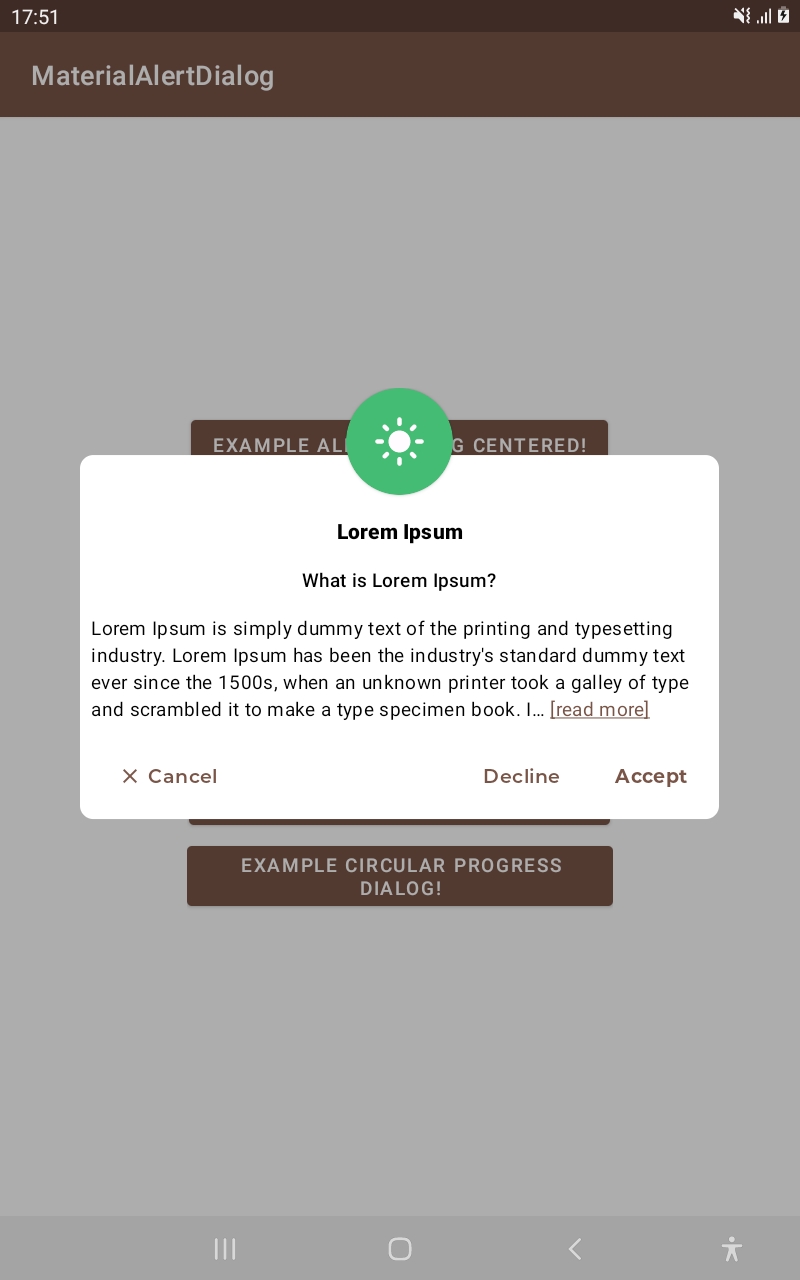 17:51
MaterialAlertDialog
EXAMPLE AL G CENTERED!
Lorem Ipsum
What is Lorem Ipsum?
Lorem Ipsum is simply dummy text of the printing and typesetting
industry. Lorem Ipsum has been the industry's standard dummy text
ever since the 1500s, when an unknown printer took a galley of type
and scrambled it to make a type specimen book. I… [read more]
Cancel Decline Accept
EXAMPLE CIRCULAR PROGRESS
DIALOG!